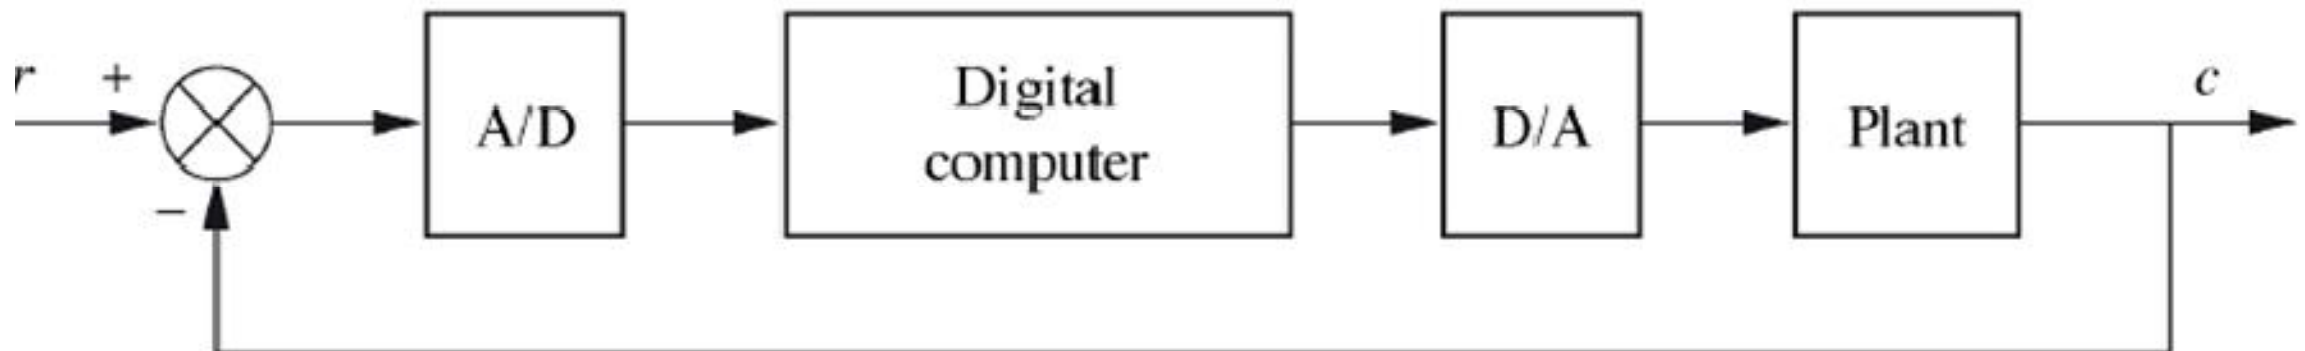 r
+
−
A/D
Digital
computer
D/A
Plant
c